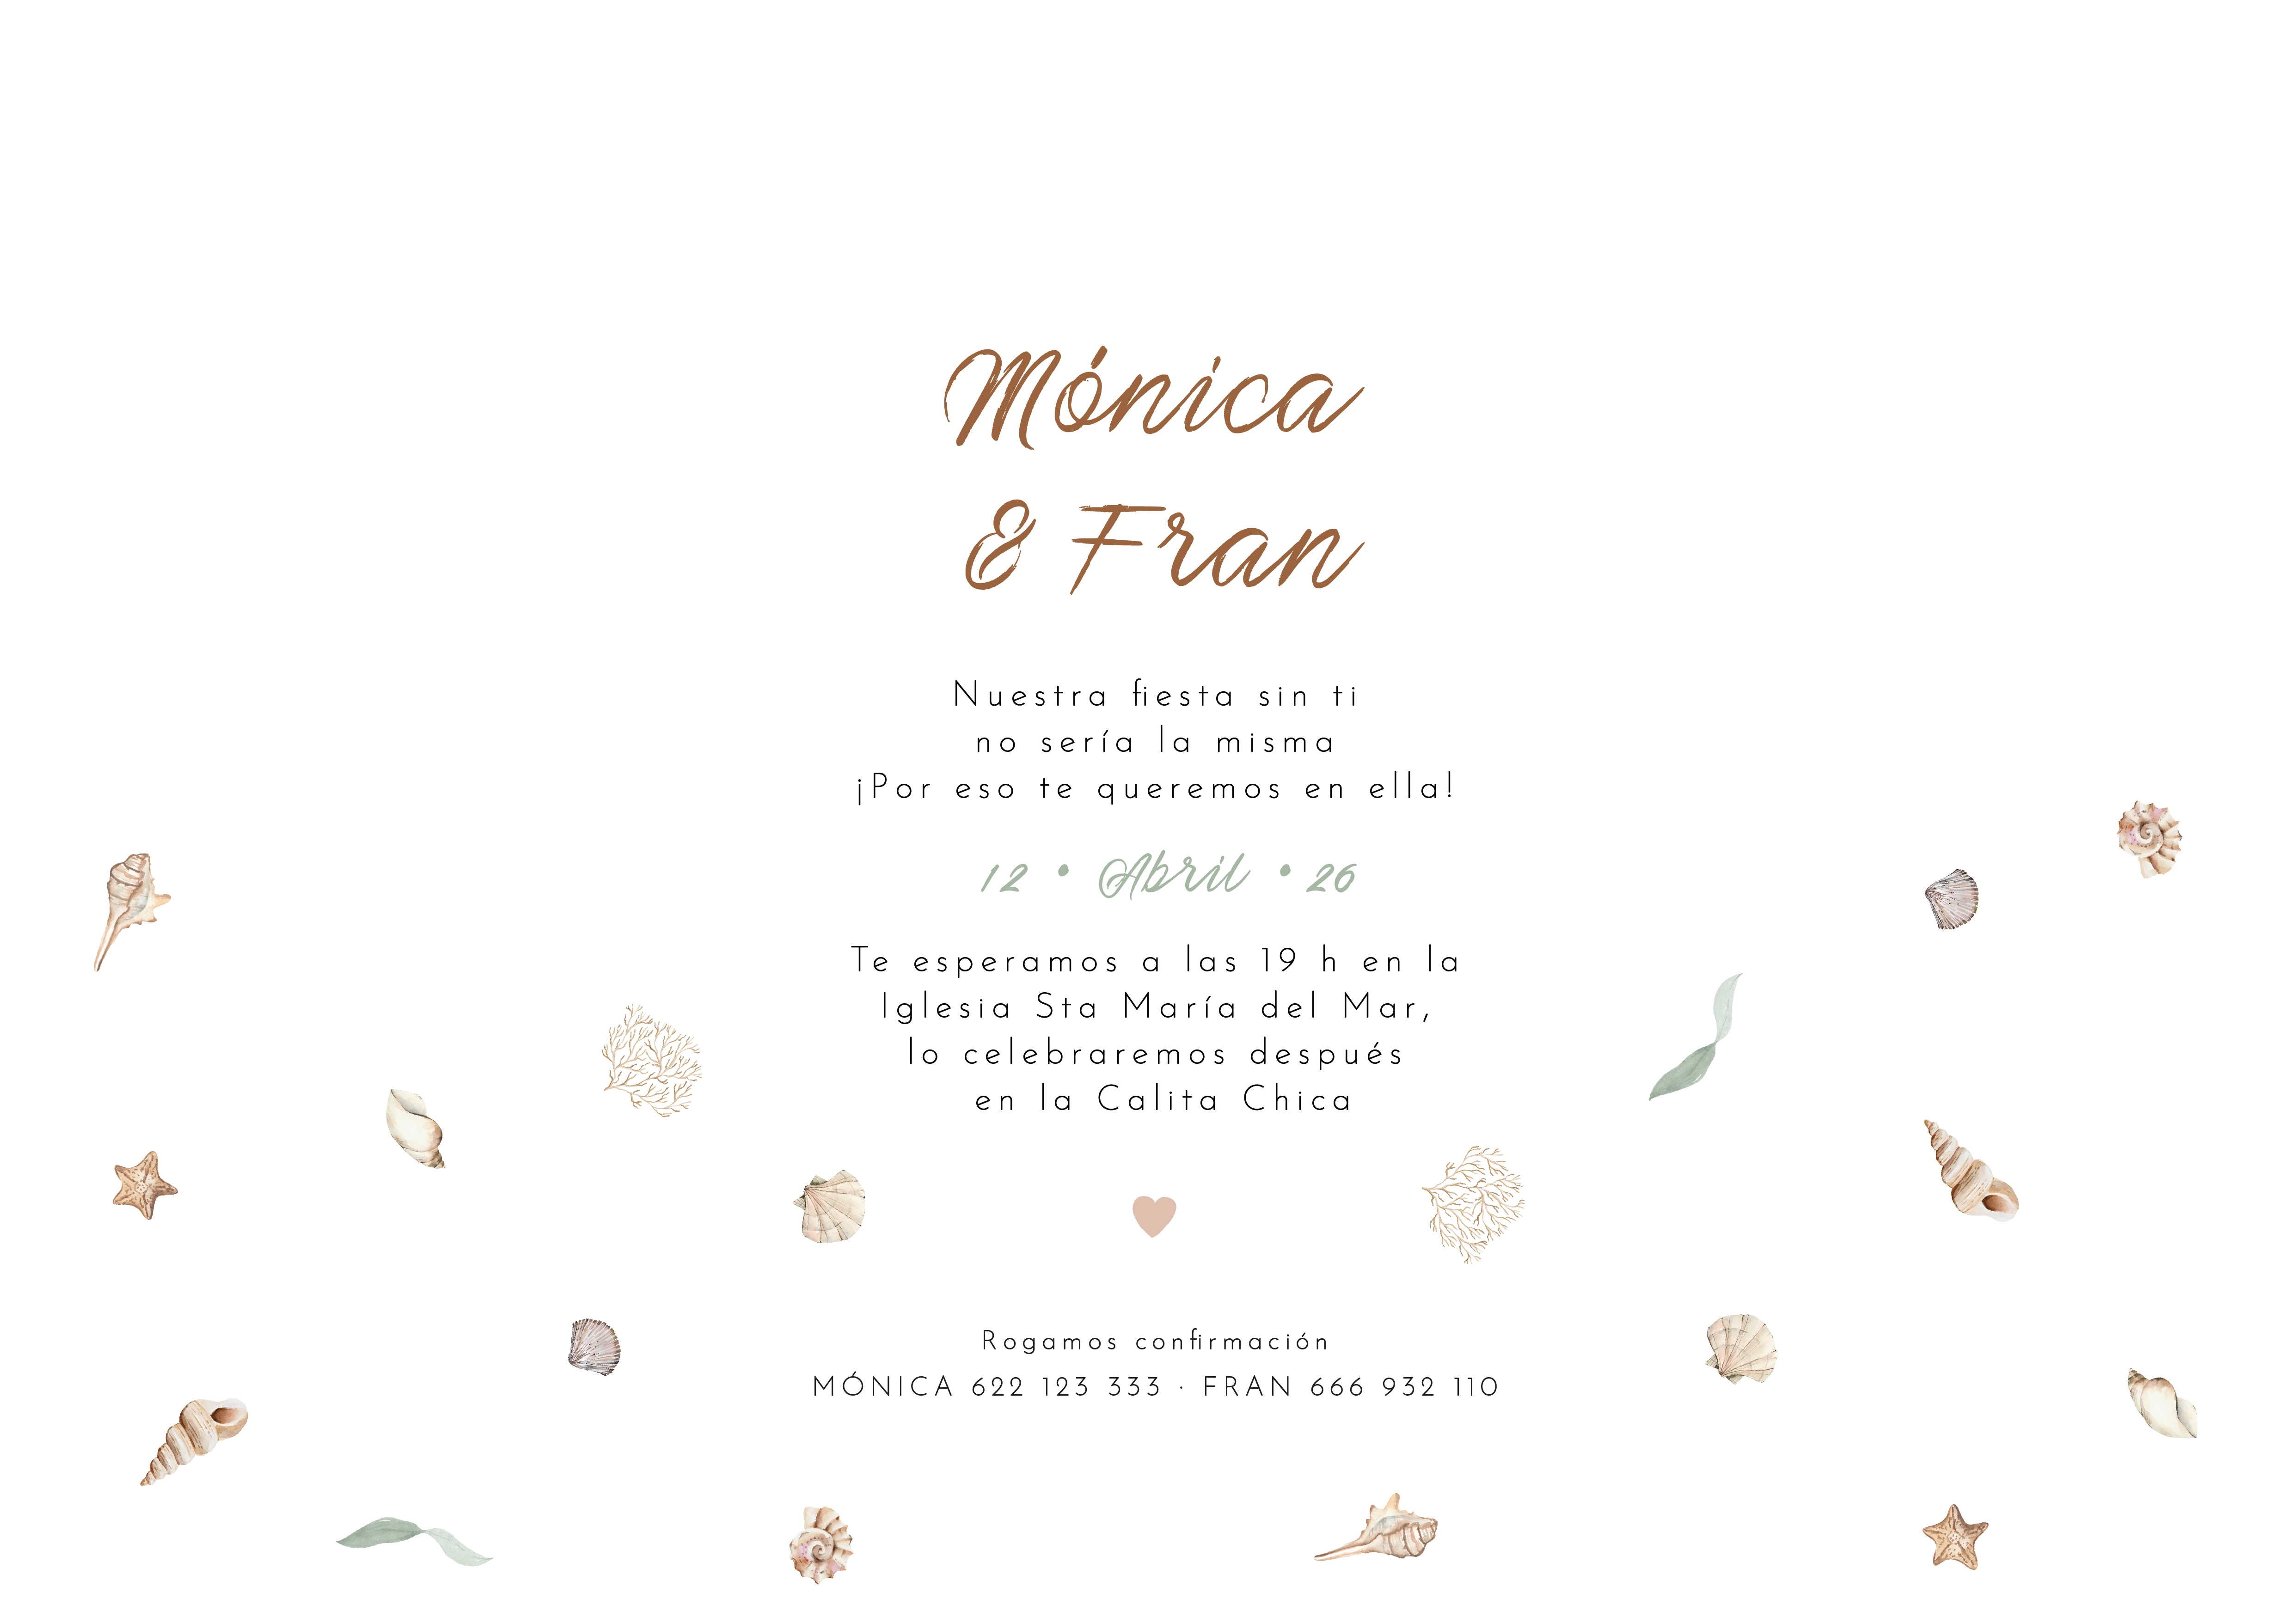 Mónica
& Fran
Nuestra fiesta sin ti
no sería la misma
¡Por eso te queremos en ella!
12 • Abril • 26
Te esperamos a las 19 h en la
Iglesia Sta María del Mar,
lo celebraremos después
en la Calita Chica
Rogamos confirmación
MÓNICA 622 123 333 · FRAN 666 932 110